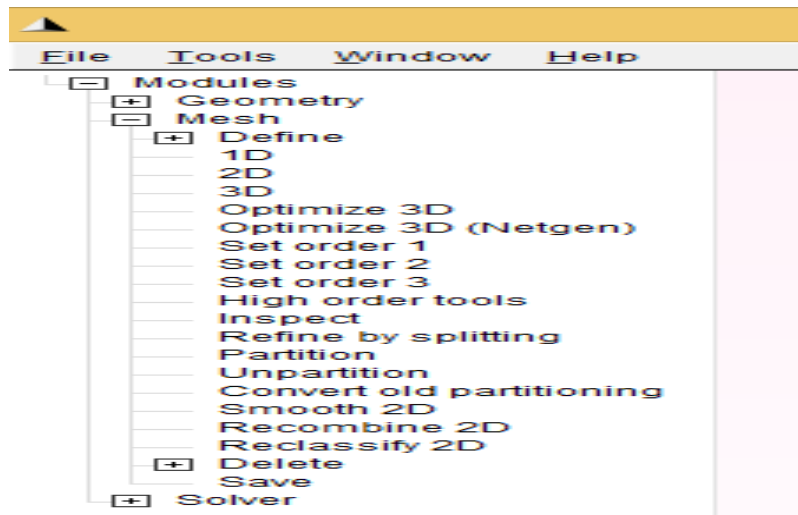 File Tools Window Help
Modules
Geometry
Mesh
Define
1D
2D
3D
Optimize 3D
Optimize 3D (Netgen)
Set order 1
Set order 2
Set order 3
High order tools
Inspect
Refine by splitting
Partition
Unpartition
Convert old partitioning
Smooth 2D
Recombine 2D
Reclassify 2D
Delete
Save
Solver